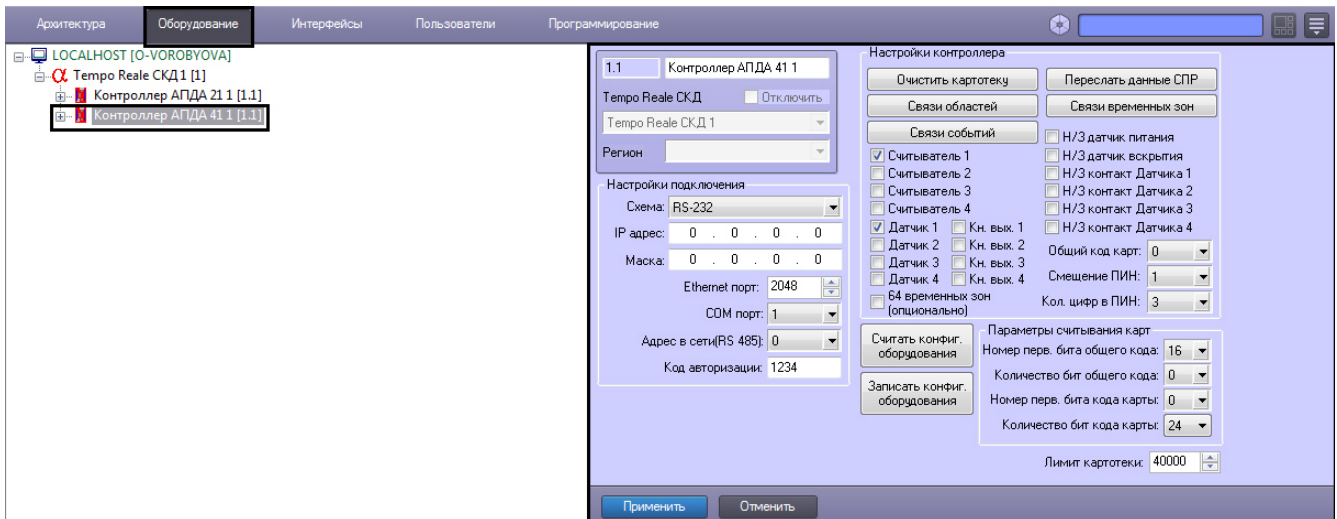 Архитектура Оборудование Интерфейсы Пользователи Программирование
LOCALHOST [O-VOROBYOVA]
Tempo Reale СКД1 [1]
Контроллер АПДА 21 1 [1.1]
Контроллер АПДА 41 1 [1.1]
1.1 Контроллер АПДА 41 1
Tempo Reale СКД Отключить
Tempo Reale СКД 1
Регион
Настройки подключения
Схема: RS-232
IP адрес: 0 . 0 . 0 . 0
Маска: 0 . 0 . 0 . 0
Ethernet порт: 2048
COM порт: 1
Адрес в сети(RS 485): 0
Код авторизации: 1234
Настройки контроллера
Очистить картотеку Переслать данные СПР
Связи областей Связи временных зон
Связи событий
Н/З датчик питания
Считыватель 1 Н/З датчик вскрытия
Считыватель 2 Н/З контакт Датчика 1
Считыватель 3 Н/З контакт Датчика 2
Считыватель 4 Н/З контакт Датчика 3
Датчик 1 Кн. вых. 1 Н/З контакт Датчика 4
Датчик 2 Кн. вых. 2 Общий код карт: 0
Датчик 3 Кн. вых. 3
Датчик 4 Кн. вых. 4 Смещение ПИН: 1
64 временных зон
(опционально) Кол. цифр в ПИН: 3
Считать конфиг.
оборудования
Записать конфиг.
оборудования
Параметры считывания карт
Номер перв. бита общего кода: 16
Количество бит общего кода: 0
Номер перв. бита кода карты: 0
Количество бит кода карты: 24
Лимит картотеки: 40000
Применить Отменить